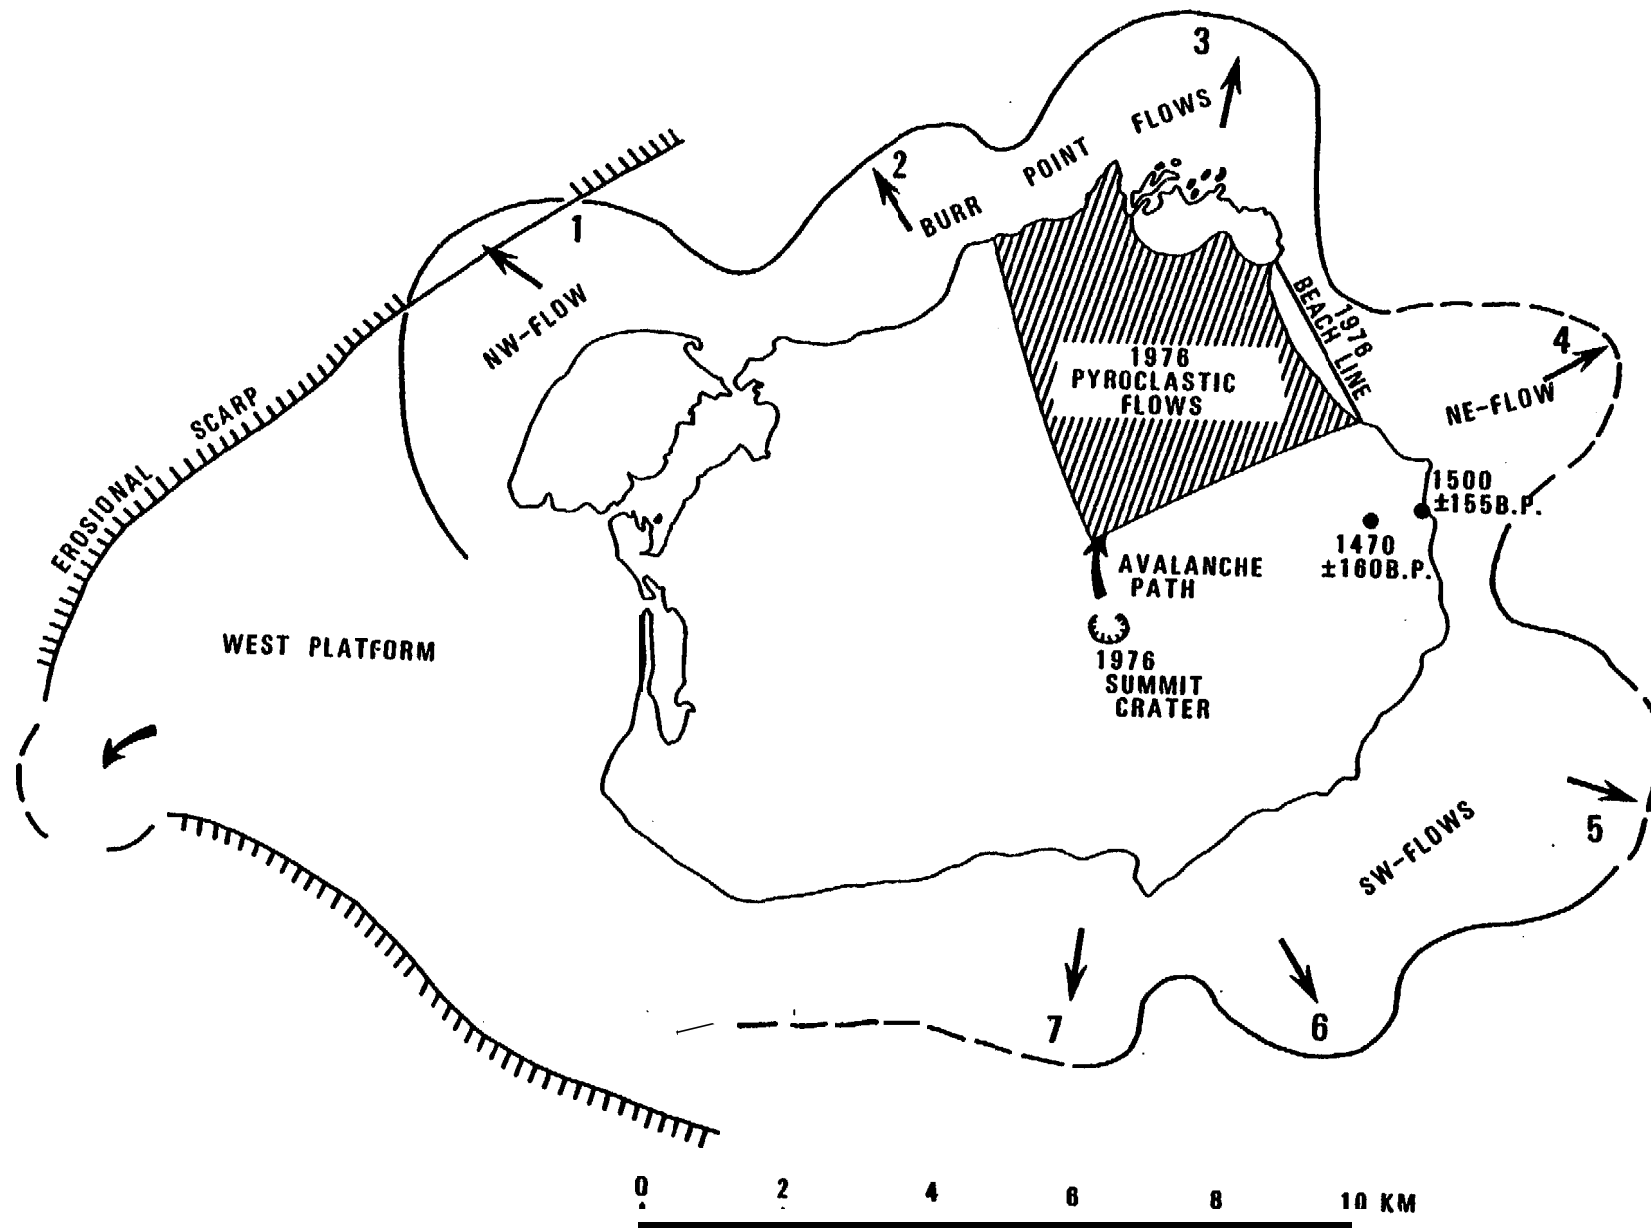 3
FLOWS
POINT
2
BURR
1
NW-FLOW
1976
BEACH LINE
4
NE-FLOW
1976
PYROCLASTIC
FLOWS
SCARP
EROSIONAL
1500
±155B.P.
1470
±160B.P.
AVALANCHE
PATH
WEST PLATFORM
1976
SUMMIT
CRATER
5
SW-FLOWS
7
6
0 2 4 6 8 10 KM